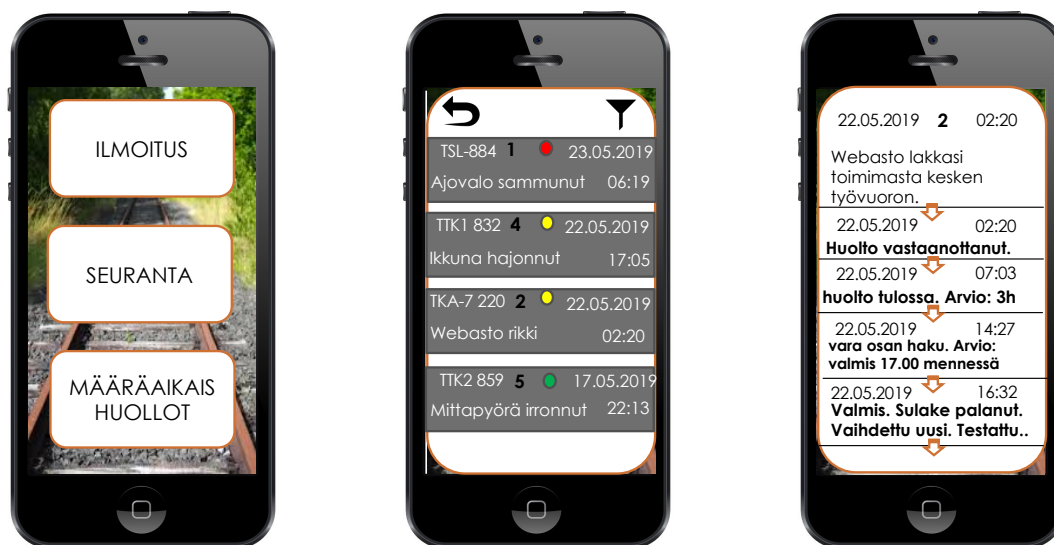 ILMOITUS
SEURANTA
MÄÄRÄAIKAIS
HUOLLOT
TSL-884 1 23.05.2019
Ajovalo sammunut 06:19
TTK1 832 4 22.05.2019
Ikkuna hajonnut 17:05
TKA-7 220 2 22.05.2019
Webasto rikki 02:20
TTK2 859 5 17.05.2019
Mittapyörä irronnut 22:13
22.05.2019 2 02:20
Webasto lakkasi
toimimasta kesken
työvuoron.
22.05.2019 02:20
Huolto vastaanottanut.
22.05.2019 07:03
huolto tulossa. Arvio: 3h
22.05.2019 14:27
vara osan haku. Arvio:
valmis 17.00 mennessä
22.05.2019 16:32
Valmis. Sulake palanut.
Vaihdettu uusi. Testattu..